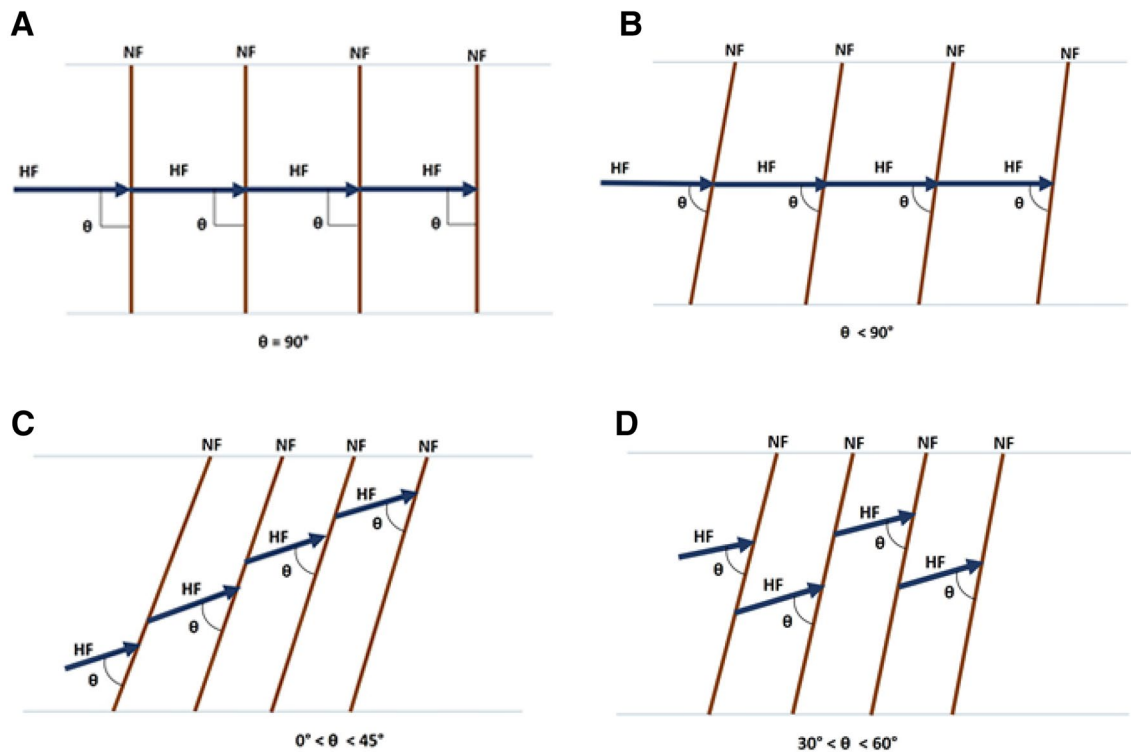 A
NF NF NF NF
HF HF HF HF
θ θ θ θ
θ = 90°
B
NF NF NF NF
HF HF HF HF
θ θ θ θ
θ < 90°
C
NF NF NF NF
HF
HF
HF
HF
θ
θ
θ
θ
0° < θ < 45°
D
NF NF NF NF
HF
HF
HF
HF
θ
θ
θ
θ
30° < θ < 60°